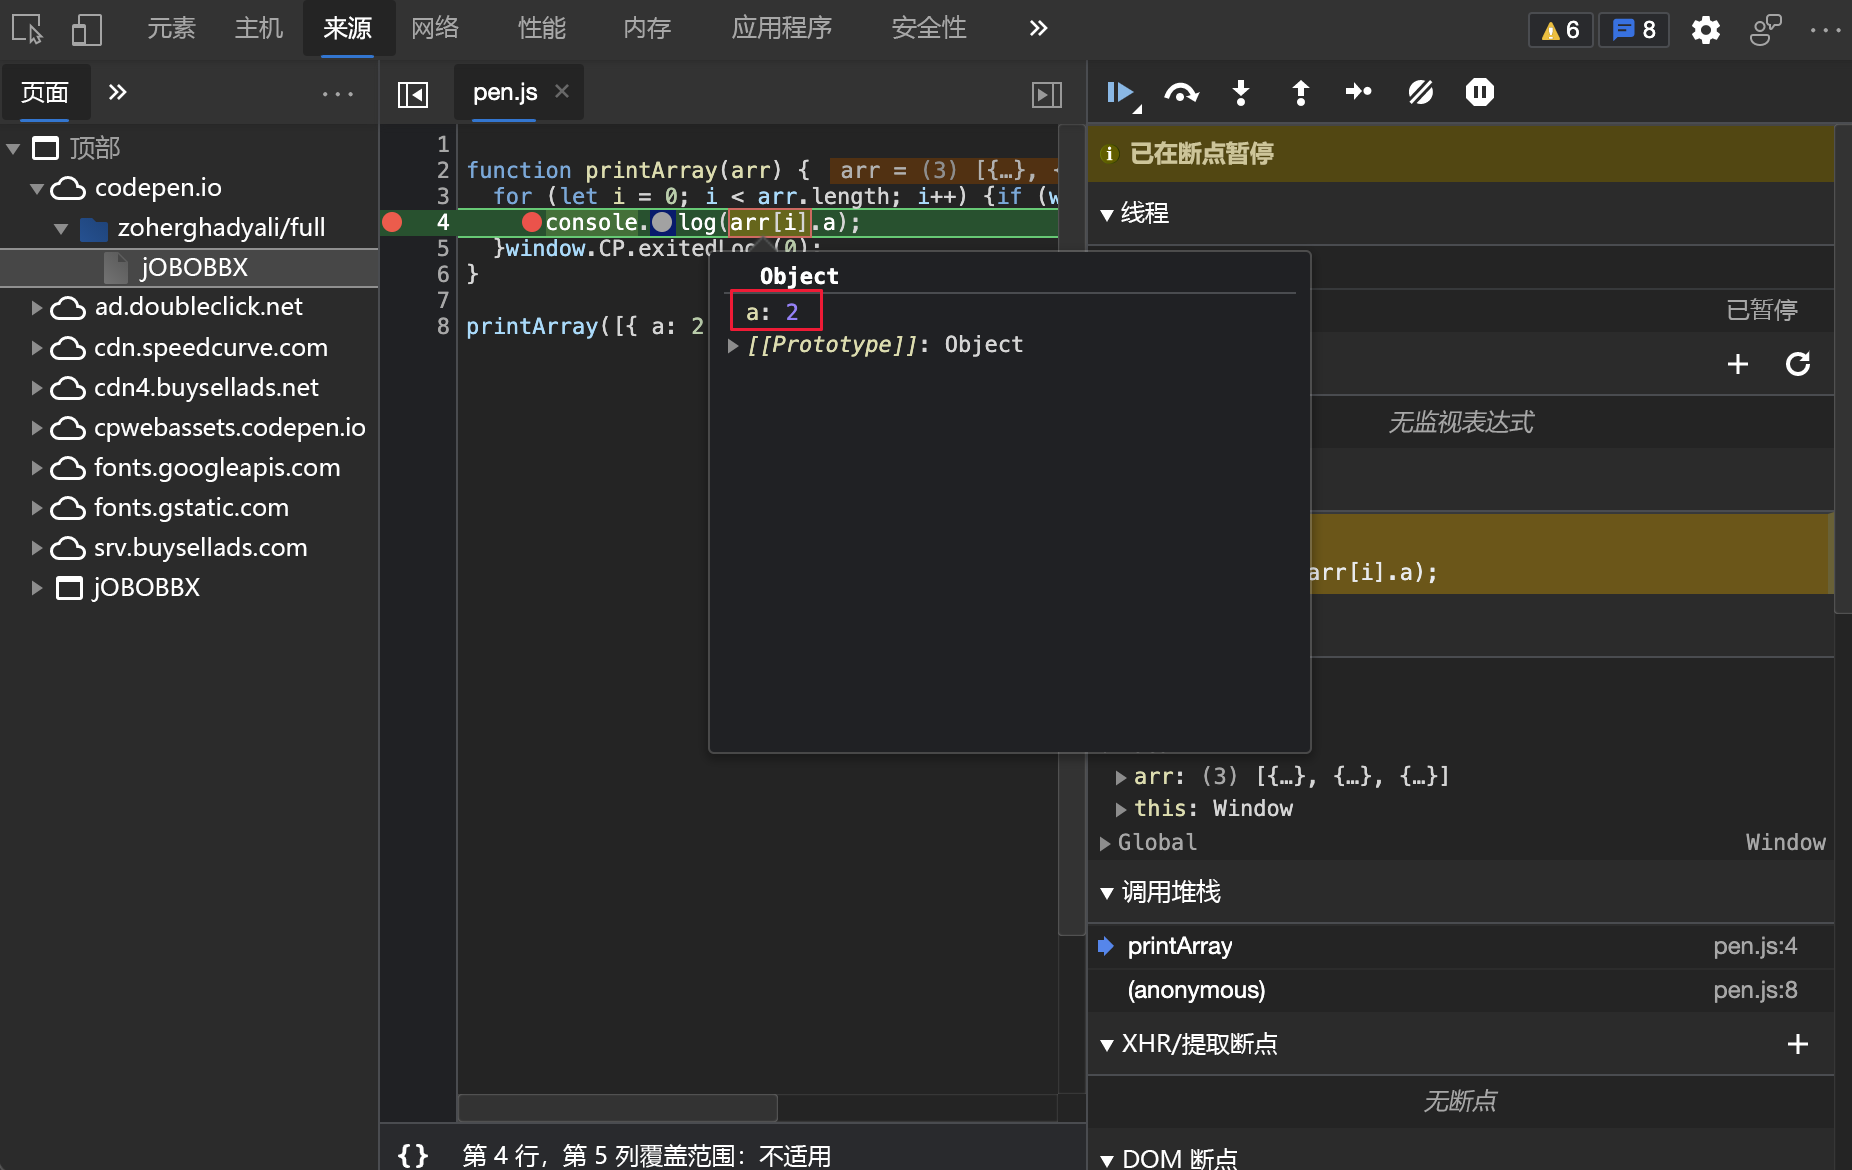 元素 主机 来源 网络 性能 内存 应用程序 安全性 » 6 8
页面 »
顶部
codepen.io
zoherghadyali/full
jOBOBBX
ad.doubleclick.net
cdn.speedcurve.com
cdn4.buysellads.net
cpwebassets.codepen.io
fonts.googleapis.com
fonts.gstatic.com
srv.buysellads.com
jOBOBBX
pen.js ×
1
2 function printArray(arr) { arr = (3) [{…}, {
3 for (let i = 0; i < arr.length; i++) {if (w
4 console.log(arr[i].a);
5 }window.CP.exitedLoo (0);
6 }
7
8 printArray([{ a: 2
Object
a: 2
[[Prototype]]: Object
{} 第 4 行，第 5 列覆盖范围：不适用
已在断点暂停
线程
已暂停
无监视表达式
arr[i].a);
arr: (3) [{…}, {…}, {…}]
this: Window
Global Window
调用堆栈
printArray pen.js:4
(anonymous) pen.js:8
XHR/提取断点
无断点
DOM 断点